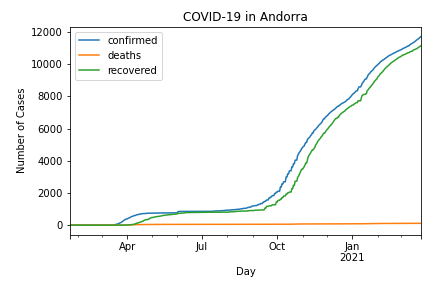 COVID-19 in Andorra
confirmed
deaths
recovered
Number of Cases
12000
10000
8000
6000
4000
2000
0
Apr
Jul
Oct
Jan
2021
Day